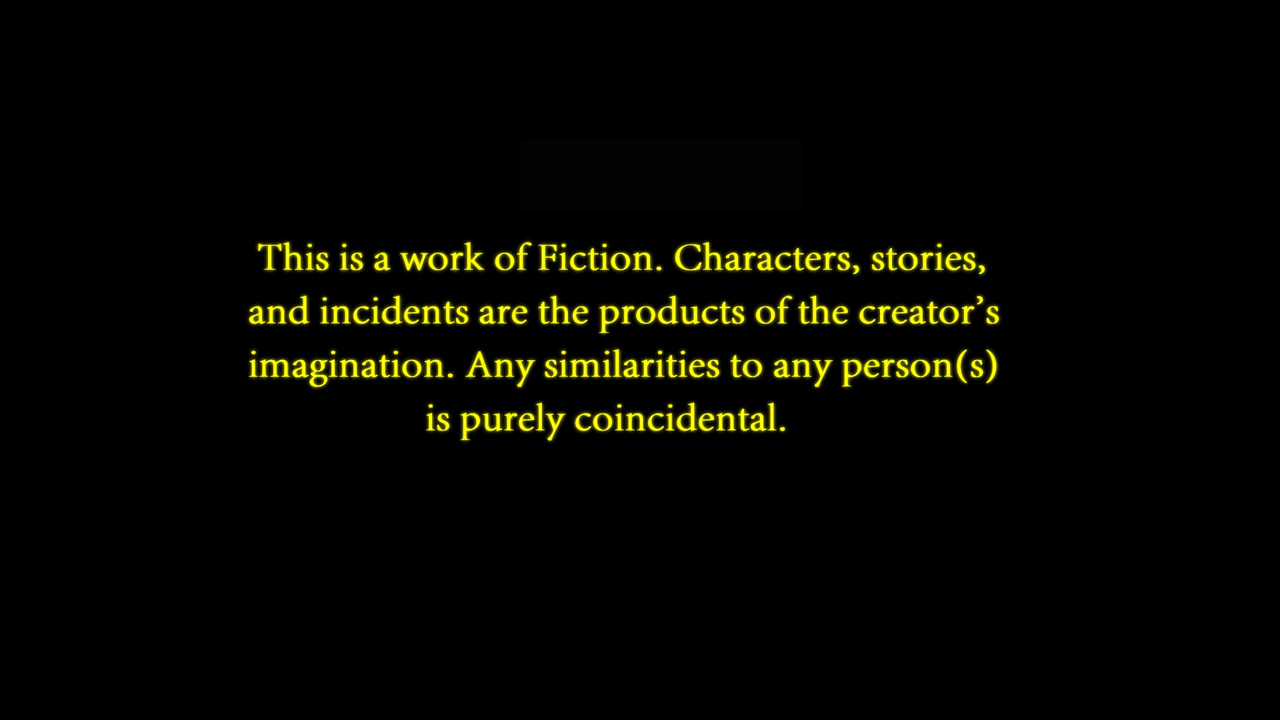 This is a work of Fiction. Characters, stories,
and incidents are the products of the creator’s
imagination. Any similarities to any person(s)
is purely coincidental.